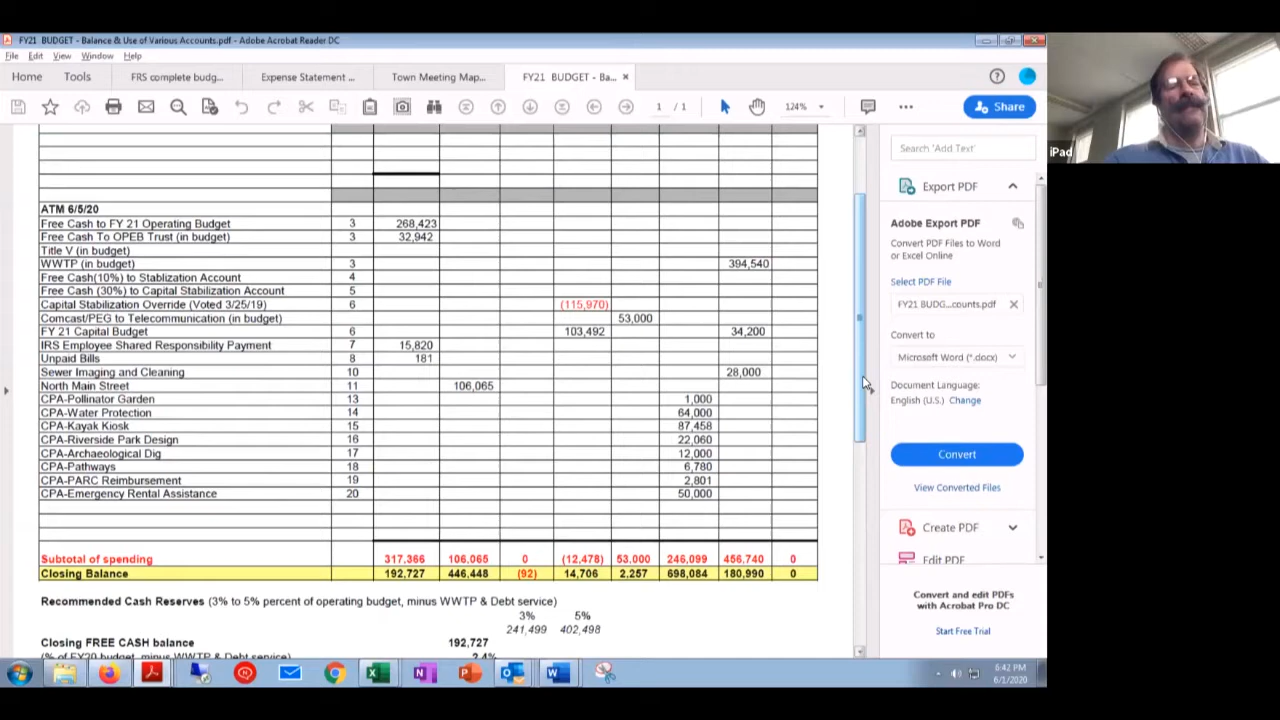 FY21 BUDGET - Balance & Use of Various Accounts.pdf - Adobe Acrobat Reader DC
File Edit View Window Help
Home Tools FRS complete budg... Expense Statement ... Town Meeting Map... FY21 BUDGET - Ba... ×
1 / 1 124% Share
iPad
Search 'Add Text'
Export PDF
Adobe Export PDF
Convert PDF Files to Word
or Excel Online
Select PDF File
FY21 BUDG...counts.pdf
Convert to
Microsoft Word (*.docx)
Document Language:
English (U.S.) Change
Convert
View Converted Files
Create PDF
Edit PDF
Convert and edit PDFs
with Acrobat Pro DC
Start Free Trial
ATM 6/5/20
Free Cash to FY 21 Operating Budget 3 268,423
Free Cash To OPEB Trust (in budget) 3 32,942
Title V (in budget)
WWTP (in budget) 3 394,540
Free Cash(10%) to Stablization Account 4
Free Cash (30%) to Capital Stabilization Account 5
Capital Stabilization Override (Voted 3/25/19) 6 (115,970)
Comcast/PEG to Telecommunication (in budget) 53,000
FY 21 Capital Budget 6 103,492 34,200
IRS Employee Shared Responsibility Payment 7 15,820
Unpaid Bills 8 181
Sewer Imaging and Cleaning 10 28,000
North Main Street 11 106,065
CPA-Pollinator Garden 13 1,000
CPA-Water Protection 14 64,000
CPA-Kayak Kiosk 15 87,458
CPA-Riverside Park Design 16 22,060
CPA-Archaeological Dig 17 12,000
CPA-Pathways 18 6,780
CPA-PARC Reimbursement 19 2,801
CPA-Emergency Rental Assistance 20 50,000
Subtotal of spending 317,366 106,065 0 (12,478) 53,000 246,099 456,740 0
Closing Balance 192,727 446,448 (92) 14,706 2,257 698,084 180,990 0
Recommended Cash Reserves (3% to 5% percent of operating budget, minus WWTP & Debt service)
3% 5%
241,499 402,498
Closing FREE CASH balance 192,727
(% of FY20 budget, minus WWTP & Debt service) 2.4%
6:42 PM
6/1/2020